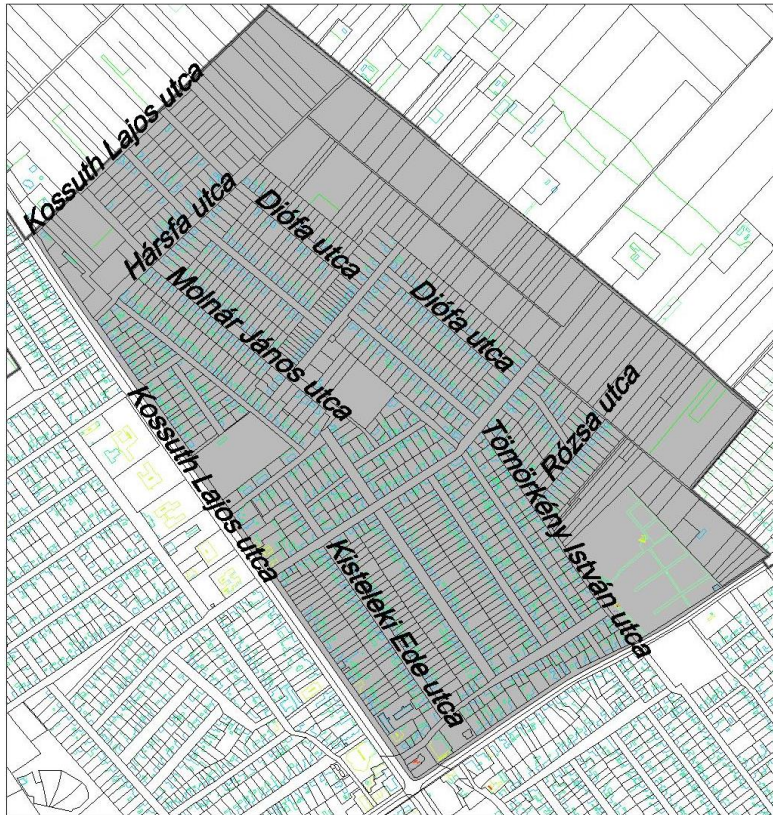 Kossuth Lajos utca
Hársfa utca
Diófa utca
Molnár János utca
Diófa utca
Rózsa utca
Kossuth Lajos utca
Tömörkény István utca
Kisteleki Ede utca